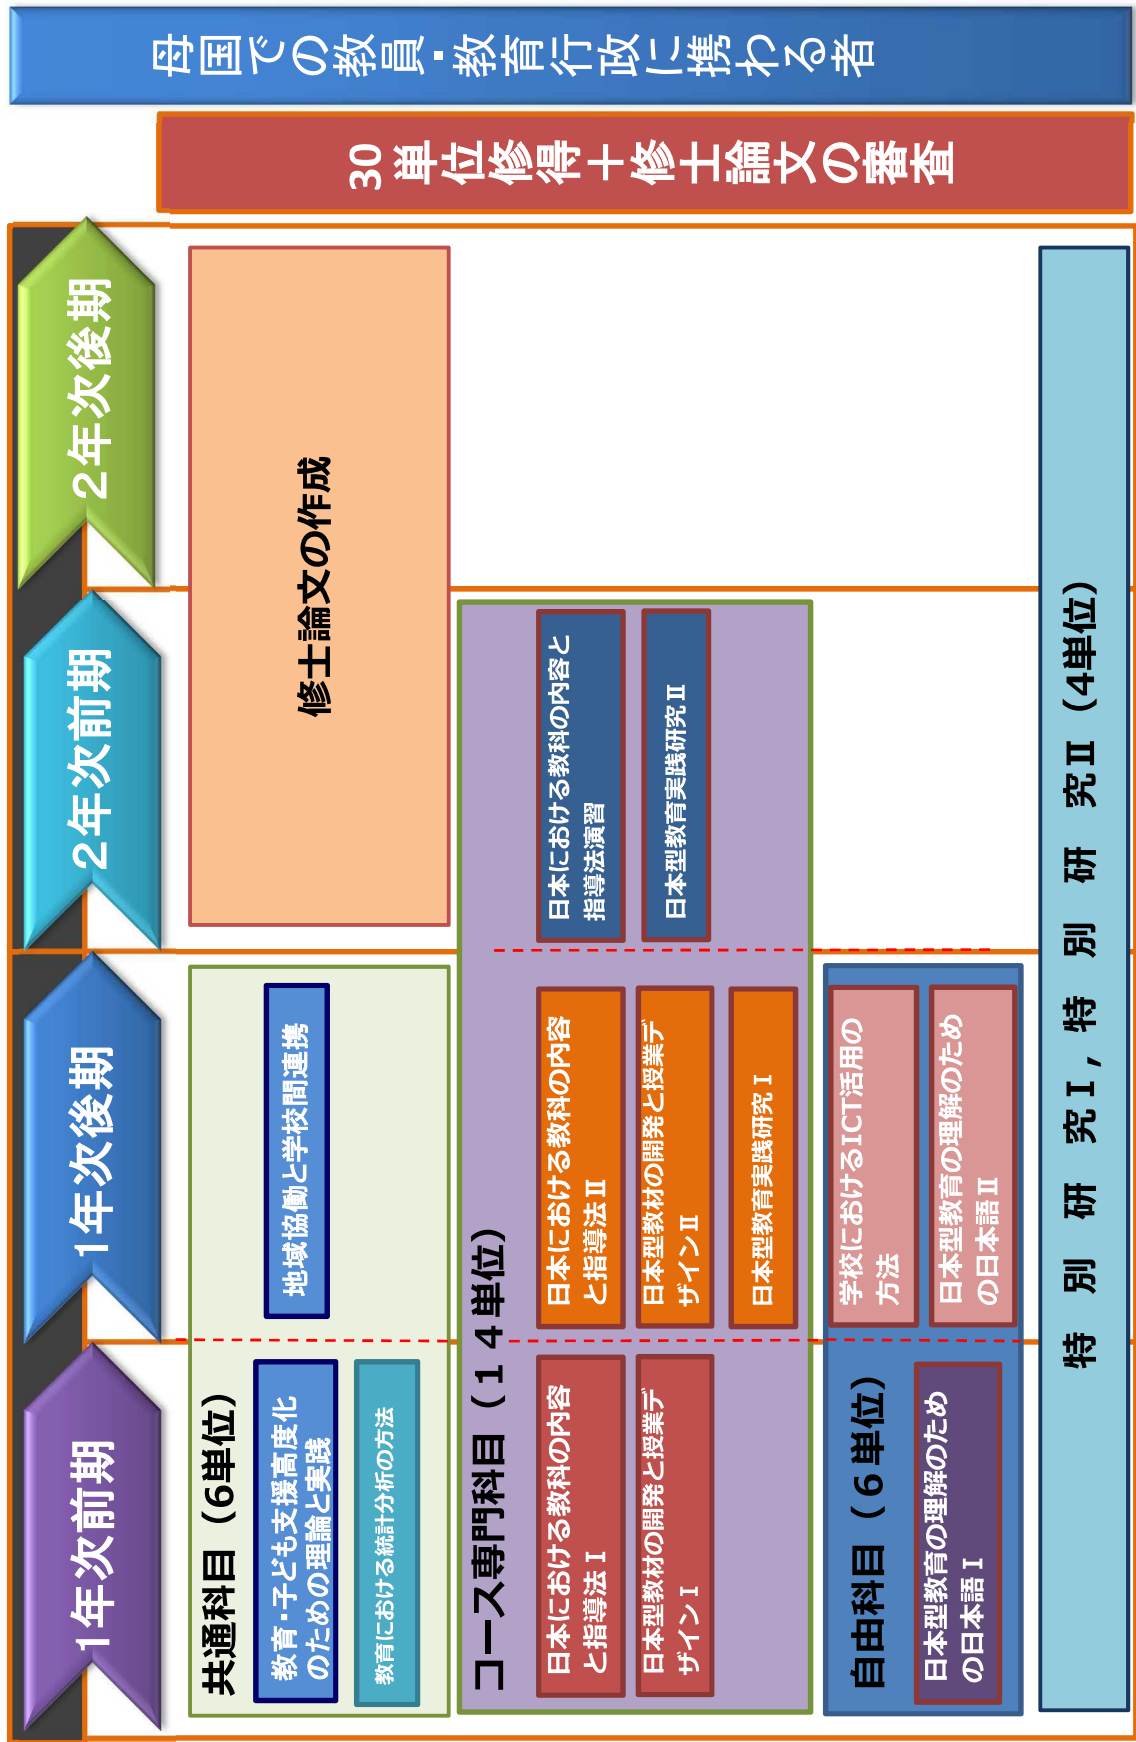 1年次前期
1年次後期
2年次前期
2年次後期
共通科目（6単位）
教育・子ども支援高度化
のための理論と実践
教育における統計分析の方法
地域協働と学校間連携
修士論文の作成
コース専門科目（１４単位）
日本における教科の内容
と指導法Ⅰ
日本型教材の開発と授業デ
ザインⅠ
日本における教科の内容
と指導法Ⅱ
日本型教材の開発と授業デ
ザインⅡ
日本型教育実践研究Ⅰ
日本における教科の内容と
指導法演習
日本型教育実践研究Ⅱ
自由科目（６単位）
日本型教育の理解のため
の日本語Ⅰ
学校におけるICT活用の
方法
日本型教育の理解のため
の日本語Ⅱ
特 別 研 究Ⅰ，特 別 研 究Ⅱ（4単位）
30単位修得＋修士論文の審査
母国での教員・教育行政に携わる者